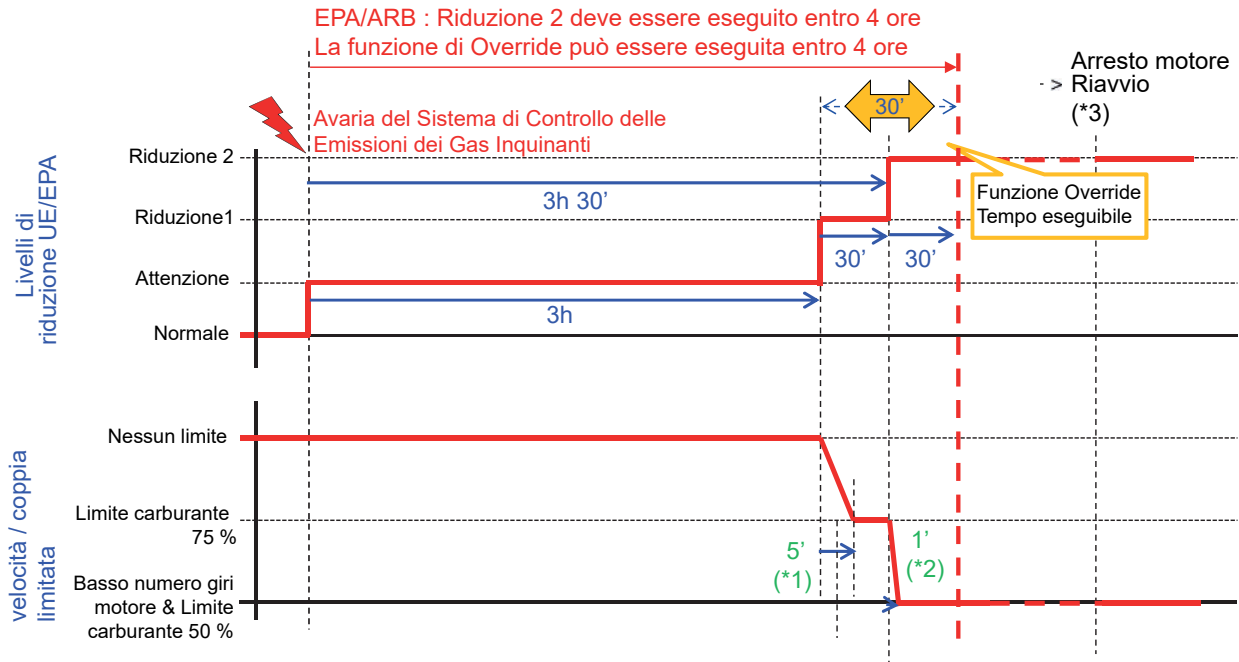 EPA/ARB : Riduzione 2 deve essere eseguito entro 4 ore
La funzione di Override può essere eseguita entro 4 ore
Arresto motore
- > Riavvio
(*3)
30'
Avaria del Sistema di Controllo delle
Emissioni dei Gas Inquinanti
Livelli di
riduzione UE/EPA
Riduzione 2
3h 30’
Funzione Override
Tempo eseguibile
Riduzione1
30’
30’
Attenzione
3h
Normale
velocità / coppia
limitata
Nessun limite
Limite carburante
75 %
5’
(*1)
1’
(*2)
Basso numero giri
motore & Limite
carburante 50 %